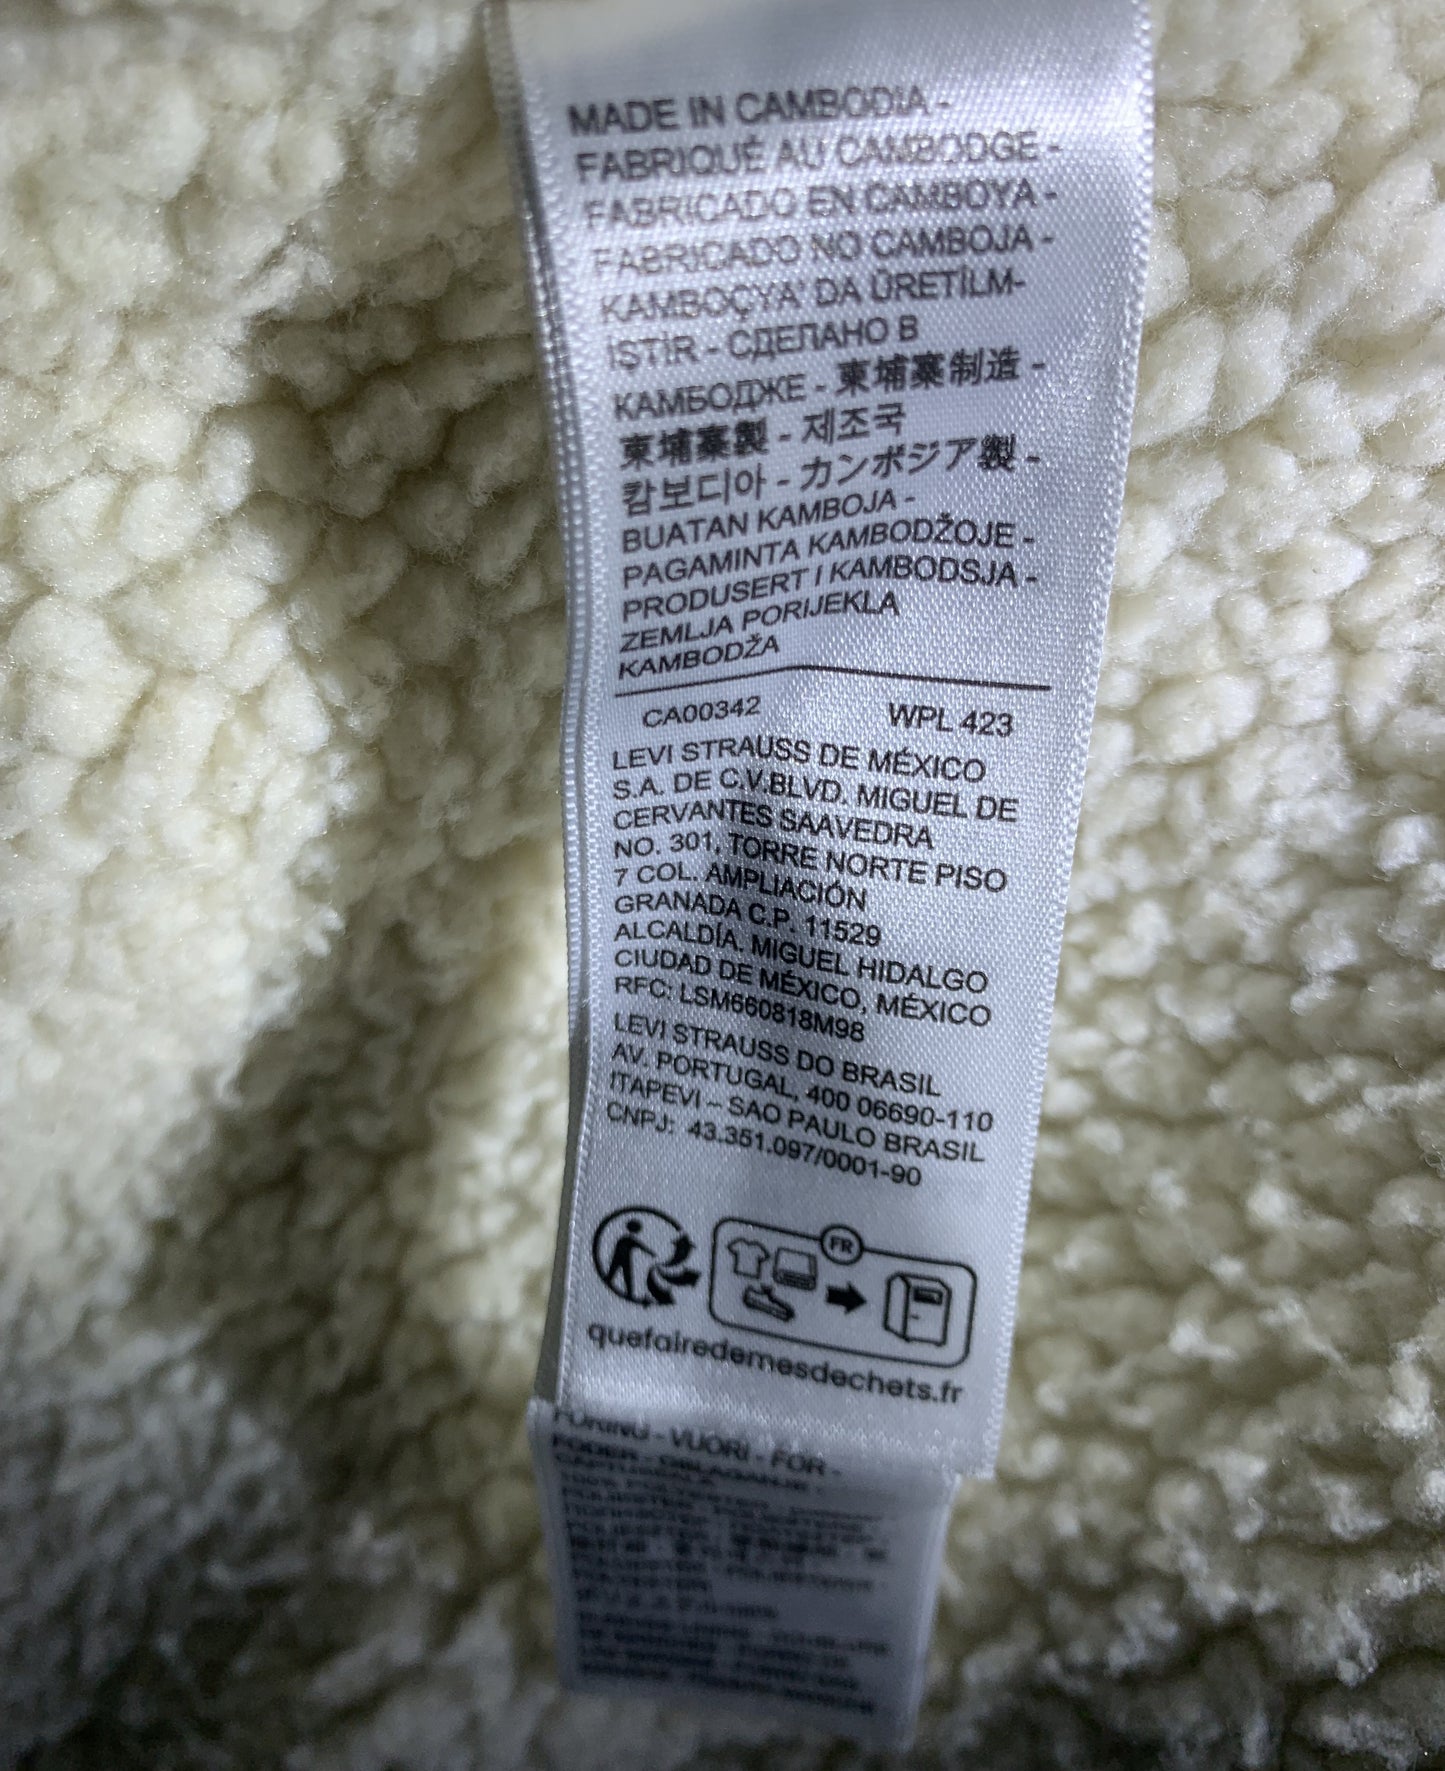 MADE IN CAMBODIA -
FABRIQUÉ AU CAMBODGE -
FABRICADO EN CAMBOYA -
FABRICADO NO CAMBOJA -
KAMBOÇYA' DA ÜRETİLM-
IŞTİR - СДЕЛАНО В
КАМБОДЖЕ - 柬埔寨制造 -
柬埔寨製 - 제조국
캄보디아 - カンボジア製 -
BUATAN KAMBOJA -
PAGAMINTA KAMBODŽOJE -
PRODUSERT I KAMBODSJA -
ZEMLJA PORIJEKLA
KAMBODŽA
CA00342 WPL 423
LEVI STRAUSS DE MÉXICO
S.A. DE C.V.BLVD. MIGUEL DE
CERVANTES SAAVEDRA
NO. 301, TORRE NORTE PISO
7 COL. AMPLIACIÓN
GRANADA C.P. 11529
ALCALDÍA. MIGUEL HIDALGO
CIUDAD DE MÉXICO, MÉXICO
RFC: LSM660818M98
LEVI STRAUSS DO BRASIL
AV. PORTUGAL, 400 06690-110
ITAPEVI – SAO PAULO BRASIL
CNPJ: 43.351.097/0001-90
FR
quefairedemesdechets.fr
- VUORI - FOR -
FODER - OBLAGANJE -